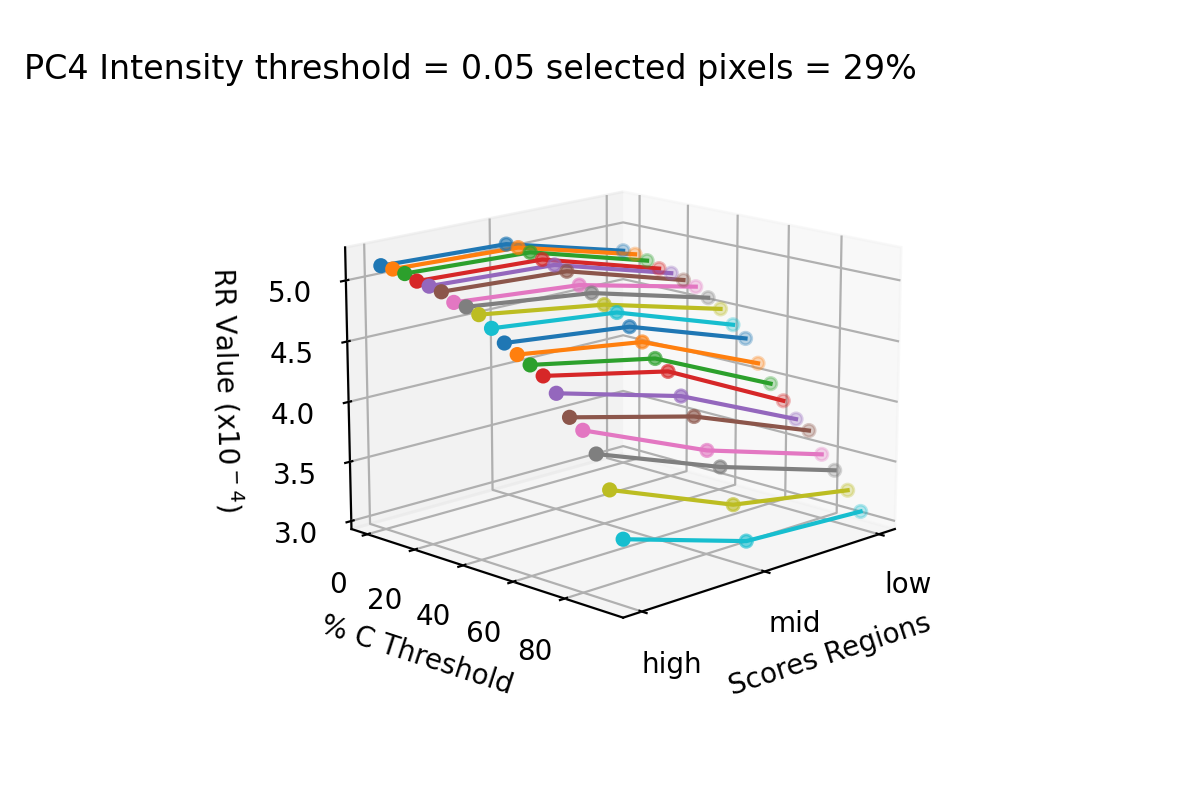 PC4 Intensity threshold = 0.05 selected pixels = 29%
RR Value (x10⁻⁴)
5.0
4.5
4.0
3.5
3.0
0
20
40
60
80
% C Threshold
high
mid
low
Scores Regions